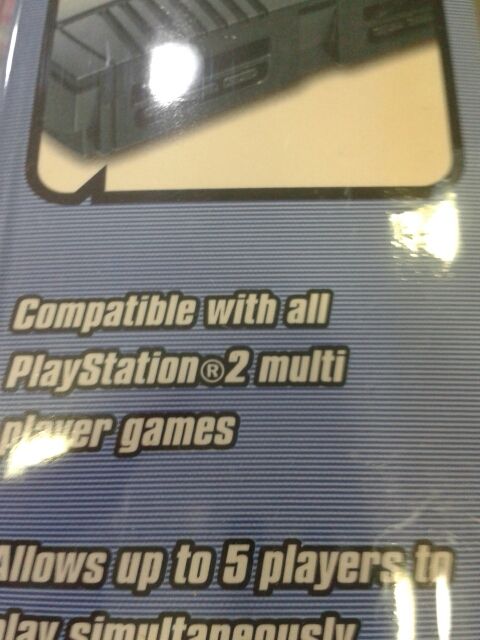 Compatible with all
PlayStation®2 multi
player games
Allows up to 5 players to
play simultaneously